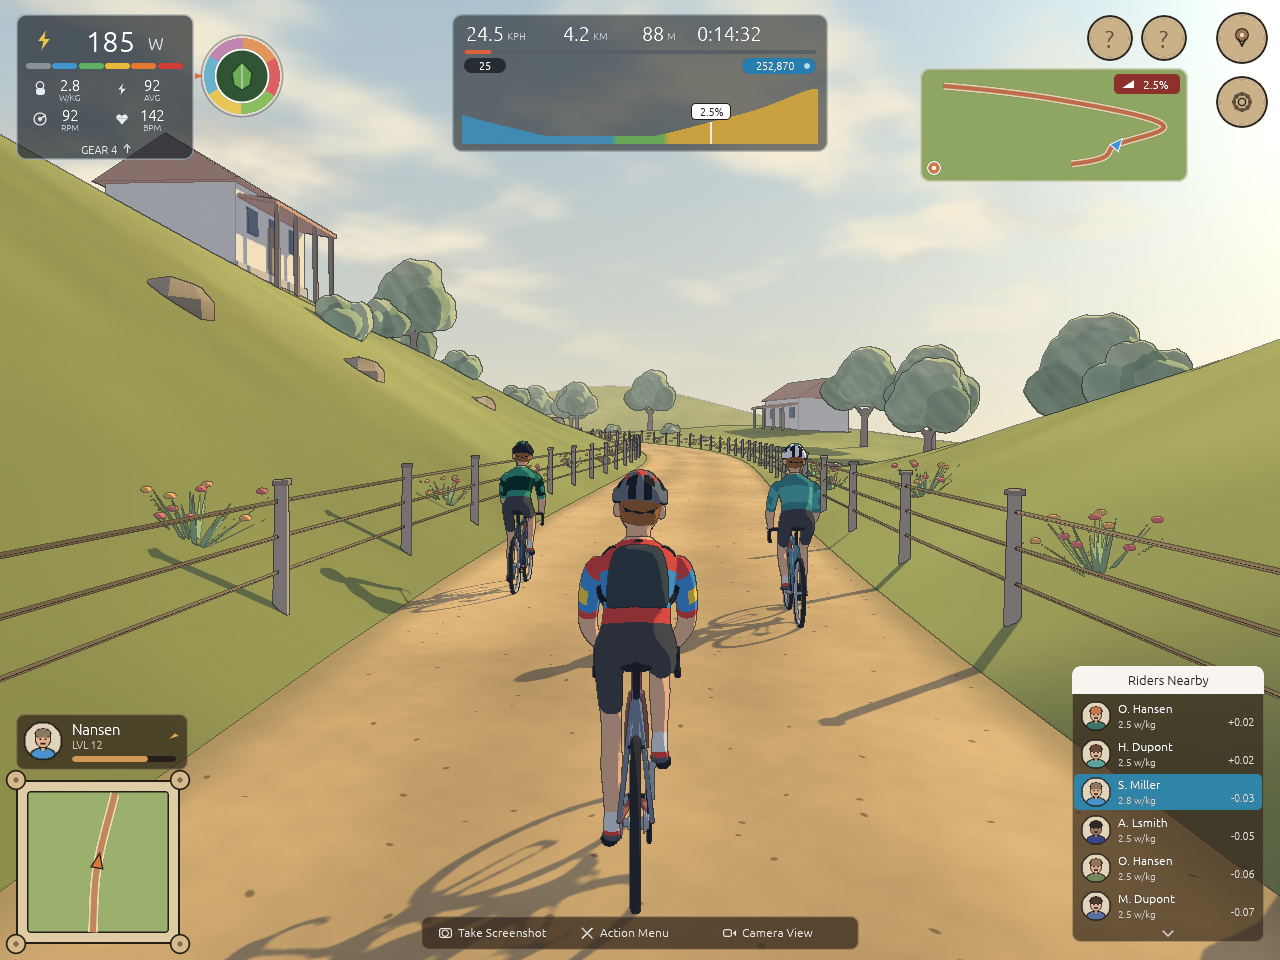 185 W
2.8 W/KG
92 AVG
92 RPM
142 BPM
GEAR 4
24.5 KPH 4.2 KM 88 M 0:14:32
25
252,870
2.5%
? ?
2.5%
Nansen
LVL 12
Riders Nearby
O. Hansen
2.5 w/kg +0.02
H. Dupont
2.5 w/kg +0.02
S. Miller
2.8 w/kg -0.03
A. Lsmith
2.5 w/kg -0.05
O. Hansen
2.5 w/kg -0.06
M. Dupont
2.5 w/kg -0.07
Take Screenshot Action Menu Camera View